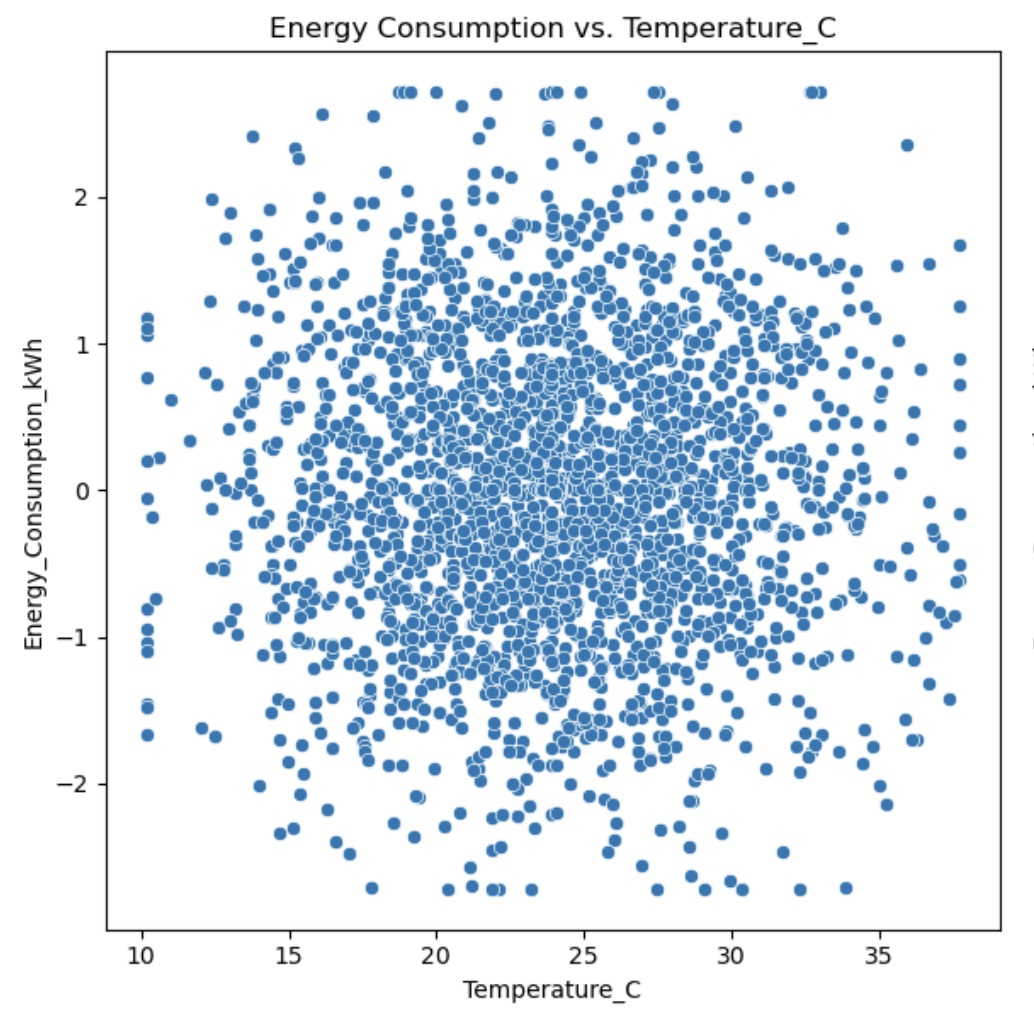 Energy Consumption vs. Temperature_C
Energy_Consumption_kWh
2
1
0
−1
−2
10 15 20 25 30 35
Temperature_C